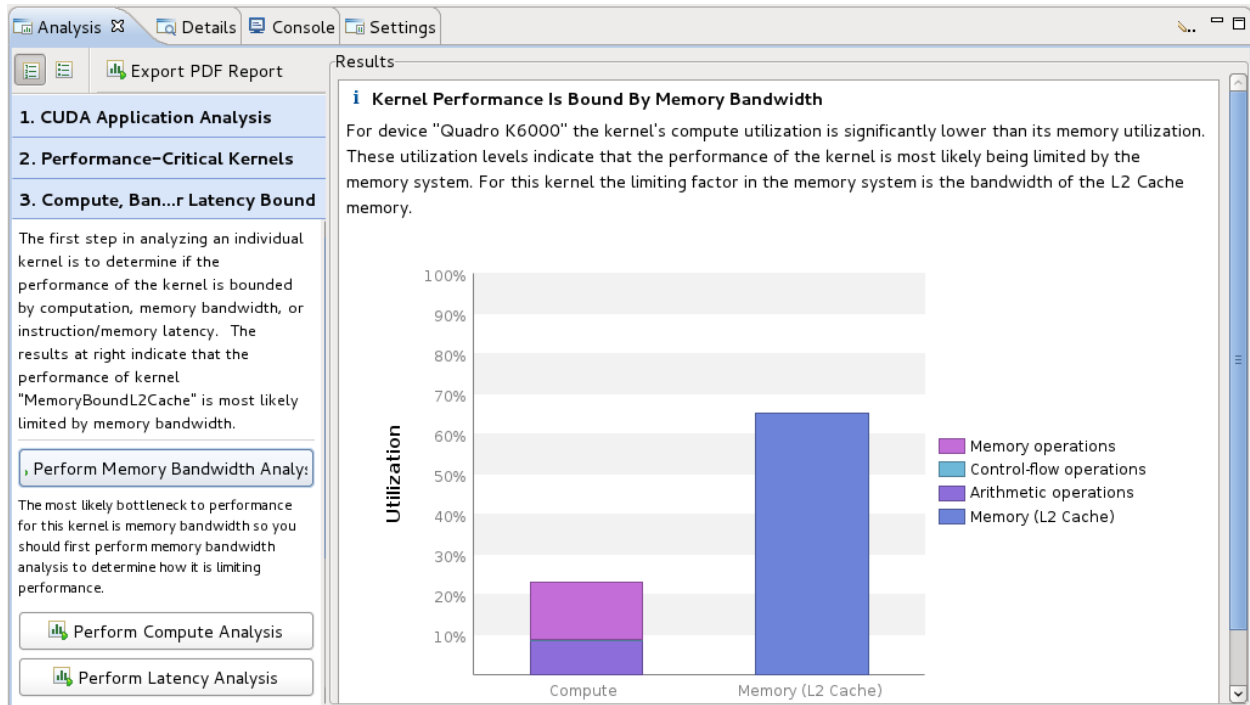 Analysis
Details
Console
Settings
Export PDF Report
1. CUDA Application Analysis
2. Performance-Critical Kernels
3. Compute, Ban...r Latency Bound
The first step in analyzing an individual
kernel is to determine if the
performance of the kernel is bounded
by computation, memory bandwidth, or
instruction/memory latency. The
results at right indicate that the
performance of kernel
"MemoryBoundL2Cache" is most likely
limited by memory bandwidth.
Perform Memory Bandwidth Analy
The most likely bottleneck to performance
for this kernel is memory bandwidth so you
should first perform memory bandwidth
analysis to determine how it is limiting
performance.
Perform Compute Analysis
Perform Latency Analysis
Results
i Kernel Performance Is Bound By Memory Bandwidth
For device "Quadro K6000" the kernel's compute utilization is significantly lower than its memory utilization.
These utilization levels indicate that the performance of the kernel is most likely being limited by the
memory system. For this kernel the limiting factor in the memory system is the bandwidth of the L2 Cache
memory.
Utilization
100%
90%
80%
70%
60%
50%
40%
30%
20%
10%
Compute
Memory (L2 Cache)
Memory operations
Control-flow operations
Arithmetic operations
Memory (L2 Cache)